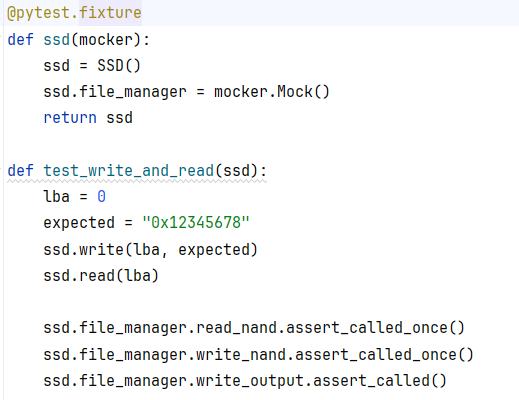 @pytest.fixture
def ssd(mocker):
    ssd = SSD()
    ssd.file_manager = mocker.Mock()
    return ssd

def test_write_and_read(ssd):
    lba = 0
    expected = "0x12345678"
    ssd.write(lba, expected)
    ssd.read(lba)

    ssd.file_manager.read_nand.assert_called_once()
    ssd.file_manager.write_nand.assert_called_once()
    ssd.file_manager.write_output.assert_called()